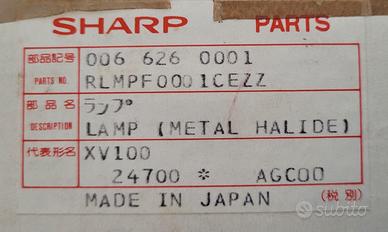 SHARP PARTS
部品記号 006 626 0001
PARTS NO. RLMPF0001CEZZ
部品名 ランプ
DESCRIPTION LAMP (METAL HALIDE)
代表形名 XV100
24700 * AGC00
MADE IN JAPAN (税別)
subito